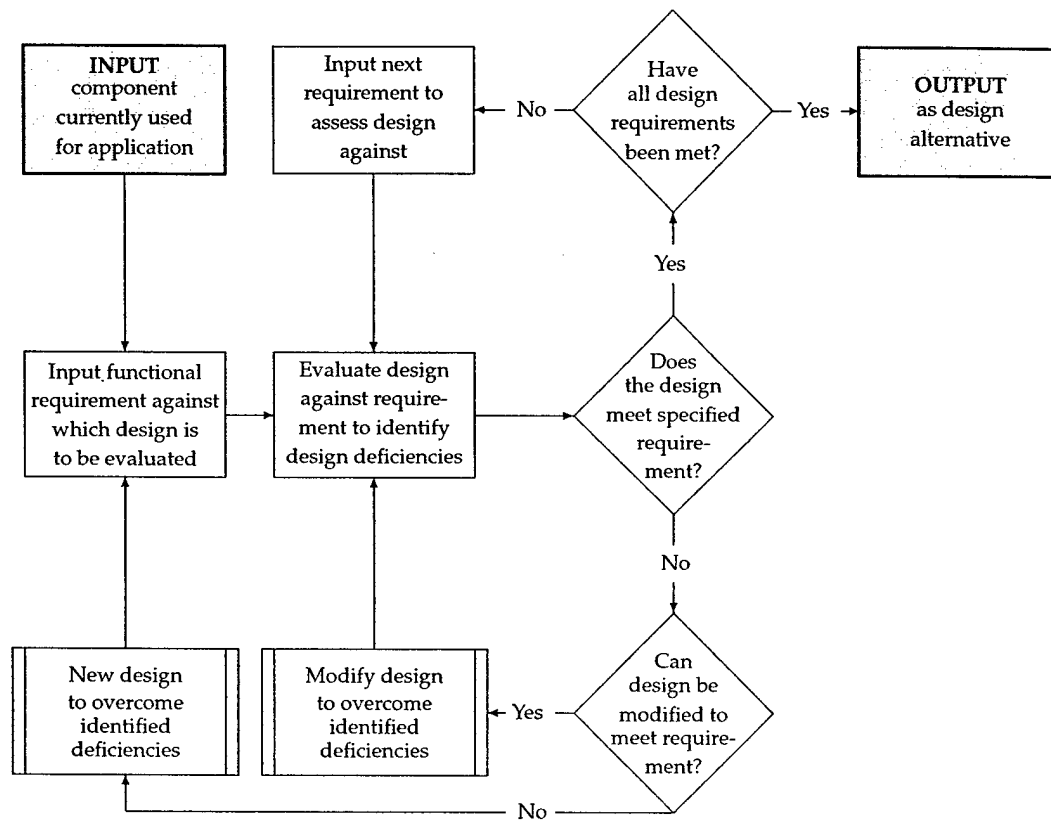 INPUT
component
currently used
for application
Input next
requirement to
assess design
against
No
Have
all design
requirements
been met?
Yes
OUTPUT
as design
alternative
Yes
Input functional
requirement against
which design is
to be evaluated
Evaluate design
against require-
ment to identify
design deficiencies
Does
the design
meet specified
require-
ment?
No
New design
to overcome
identified
deficiencies
Modify design
to overcome
identified
deficiencies
Yes
Can
design be
modified to
meet require-
ment?
No